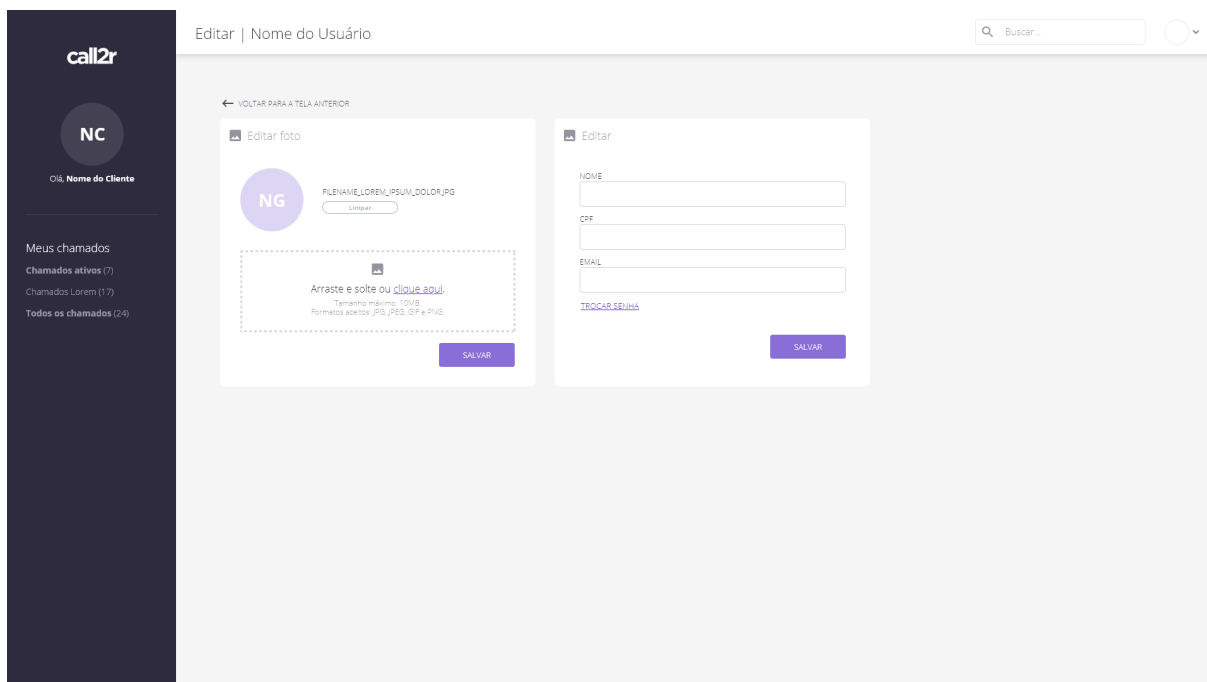 call2r
NC
Olá, Nome do Cliente
Meus chamados
Chamados ativos (7)
Chamados Lorem (17)
Todos os chamados (24)
Editar | Nome do Usuário
Buscar...
VOLTAR PARA A TELA ANTERIOR
Editar foto
NG
FILENAME_LOREM_IPSUM_DOLOR.JPG
Limpar
Arraste e solte ou clique aqui.
Tamanho máximo: 10MB.
Formatos aceitos: JPG, JPEG, GIF e PNG.
SALVAR
Editar
NOME
CPF
EMAIL
TROCAR SENHA
SALVAR